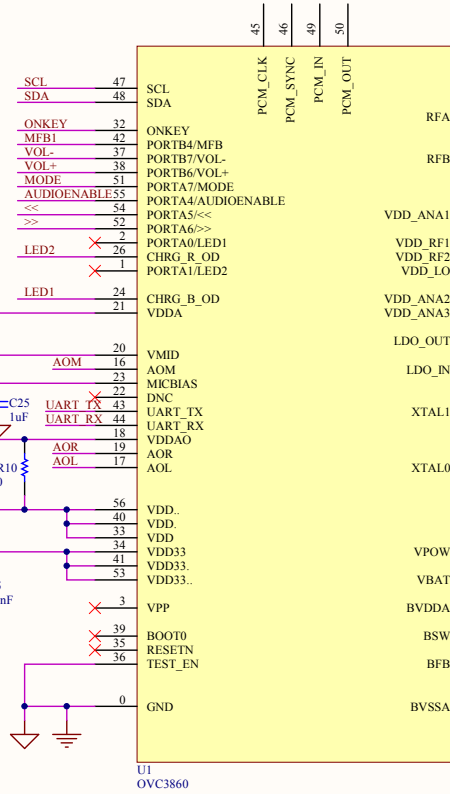 45
46
49
50
PCM_CLK
PCM_SYNC
PCM_IN
PCM_OUT
SCL 47 SCL
SDA 48 SDA
RFA
ONKEY 32 ONKEY
MFB1 42 PORTB4/MFB
VOL- 37 PORTB7/VOL- RFB
VOL+ 38 PORTB6/VOL+
MODE 51 PORTA7/MODE
AUDIOENABLE 55 PORTA4/AUDIOENABLE
<< 54 PORTA5/<< VDD_ANA1
>> 52 PORTA6/>>
2 PORTA0/LED1 VDD_RF1
LED2 26 CHRG_R_OD VDD_RF2
1 PORTA1/LED2 VDD_LO
LED1 24 CHRG_B_OD VDD_ANA2
21 VDDA VDD_ANA3
LDO_OUT
20 VMID
AOM 16 AOM LDO_IN
23 MICBIAS
22 DNC
C25 UART_TX 43 UART_TX XTAL1
1uF UART_RX 44 UART_RX
18 VDDAO
AOR 19 AOR
R10 AOL 17 AOL XTAL0
0
56 VDD..
40 VDD.
33 VDD
34 VDD33 VPOW
41 VDD33.
53 VDD33.. VBAT
nF
3 VPP BVDDA
39 BOOT0 BSW
35 RESETN
36 TEST_EN BFB
0 GND BVSSA
U1
OVC3860